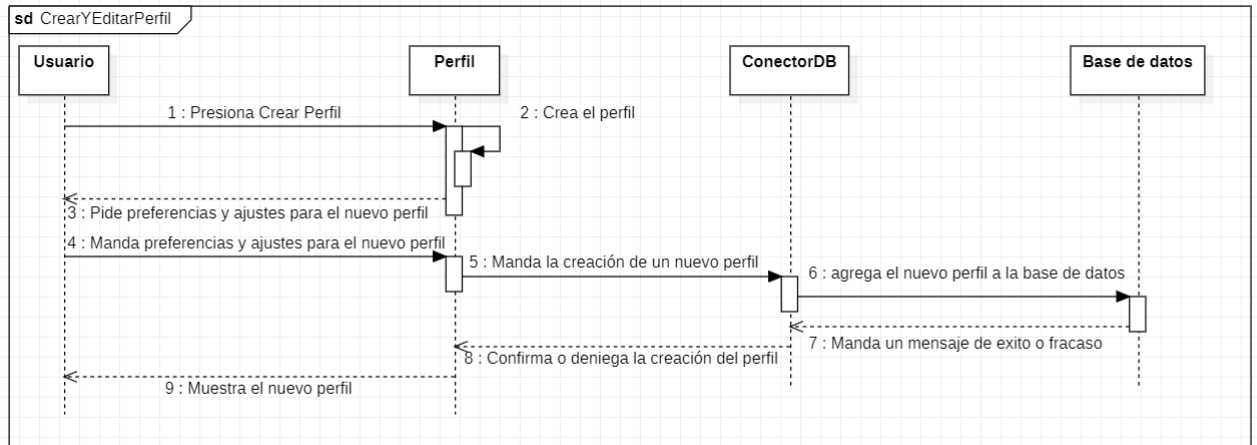 sd CrearYEditarPerfil
Usuario
Perfil
ConectorDB
Base de datos
1 : Presiona Crear Perfil
2 : Crea el perfil
3 : Pide preferencias y ajustes para el nuevo perfil
4 : Manda preferencias y ajustes para el nuevo perfil
5 : Manda la creación de un nuevo perfil
6 : agrega el nuevo perfil a la base de datos
7 : Manda un mensaje de exito o fracaso
8 : Confirma o deniega la creación del perfil
9 : Muestra el nuevo perfil